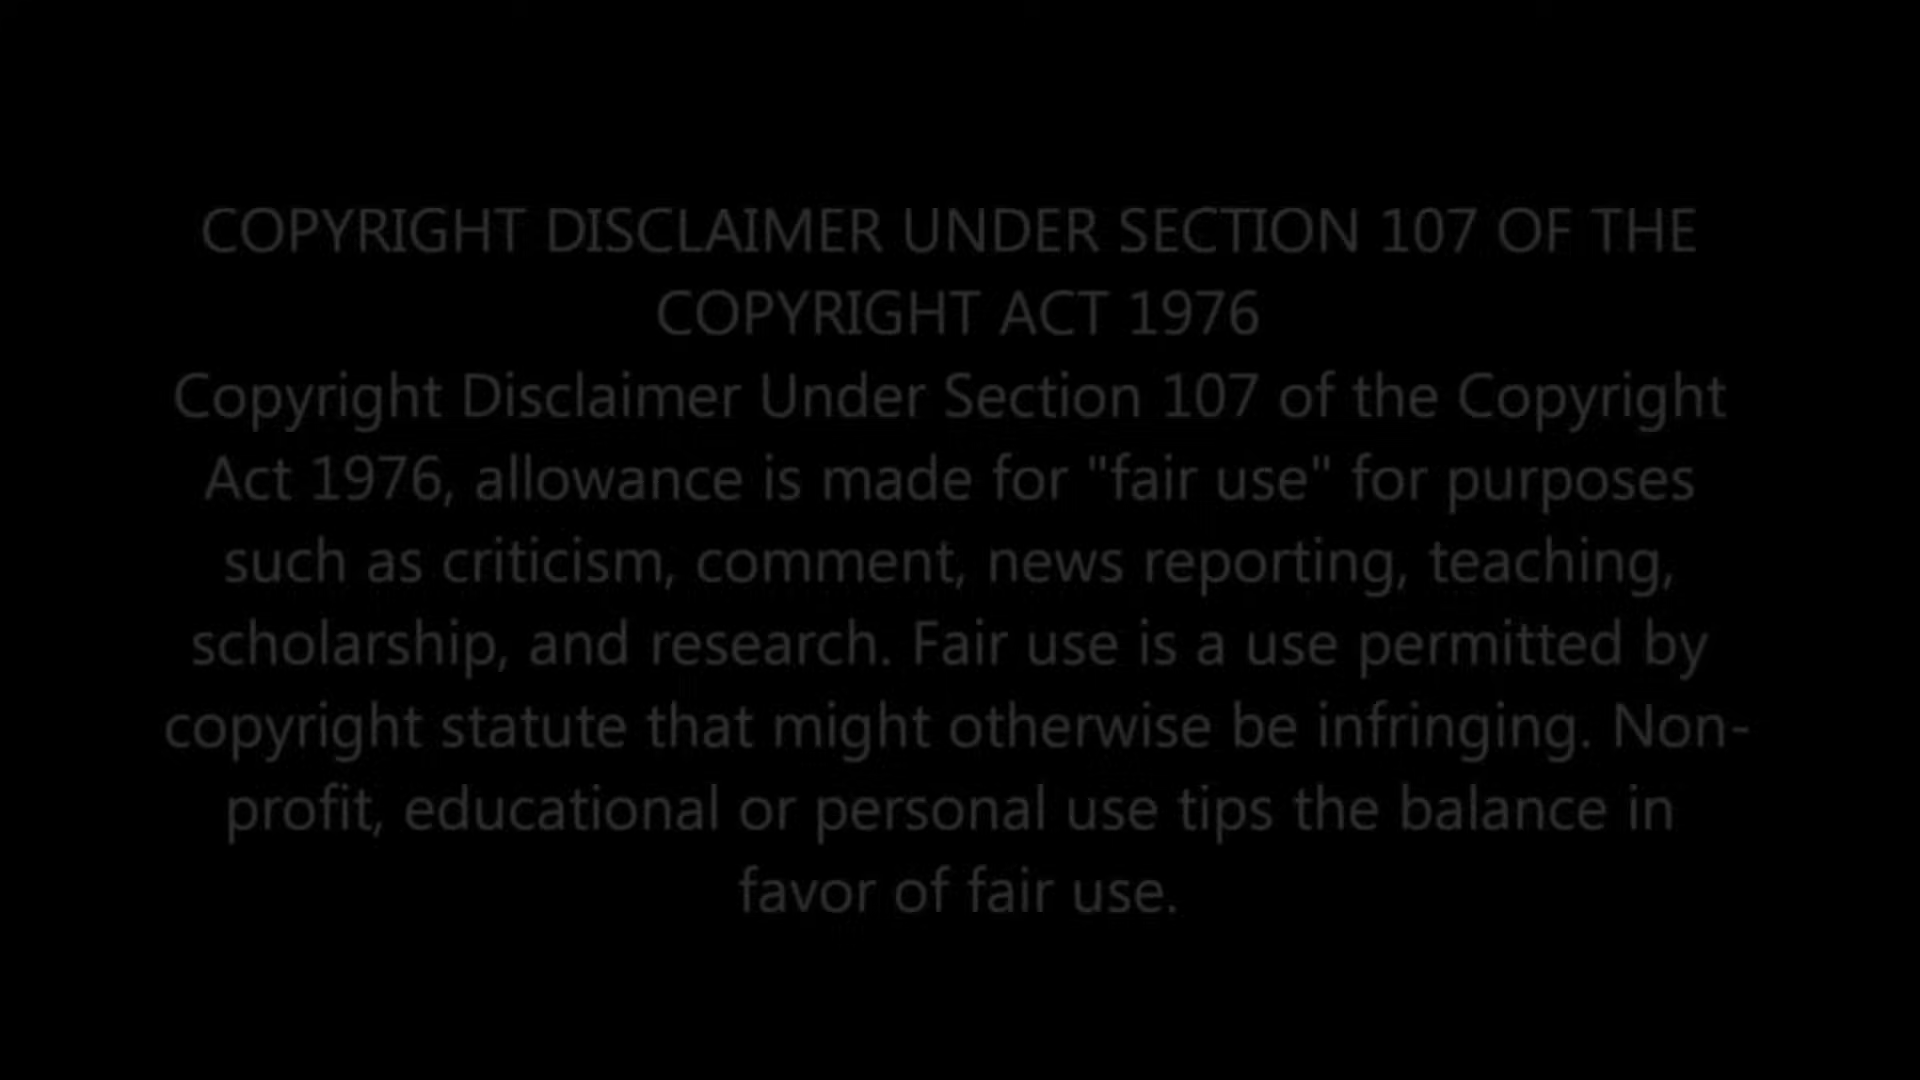 COPYRIGHT DISCLAIMER UNDER SECTION 107 OF THE
COPYRIGHT ACT 1976
Copyright Disclaimer Under Section 107 of the Copyright
Act 1976, allowance is made for "fair use" for purposes
such as criticism, comment, news reporting, teaching,
scholarship, and research. Fair use is a use permitted by
copyright statute that might otherwise be infringing. Non-
profit, educational or personal use tips the balance in
favor of fair use.